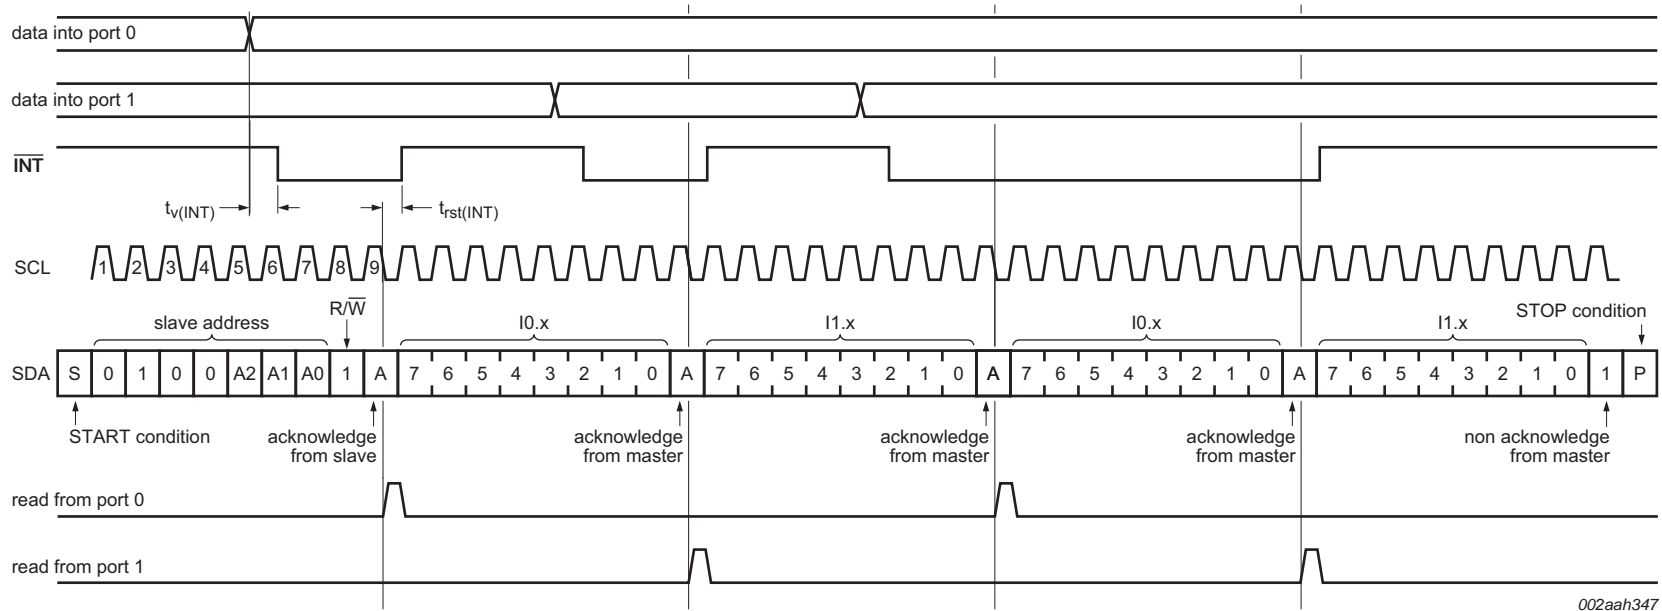 data into port 0
data into port 1
INT
tv(INT)
trst(INT)
SCL
1 2 3 4 5 6 7 8 9
R/W
slave address
I0.x
I1.x
I0.x
I1.x
STOP condition
SDA S 0 1 0 0 A2 A1 A0 1 A 7 6 5 4 3 2 1 0 A 7 6 5 4 3 2 1 0 A 7 6 5 4 3 2 1 0 A 7 6 5 4 3 2 1 0 1 P
START condition
acknowledge
from slave
acknowledge
from master
acknowledge
from master
acknowledge
from master
non acknowledge
from master
read from port 0
read from port 1
002aah347